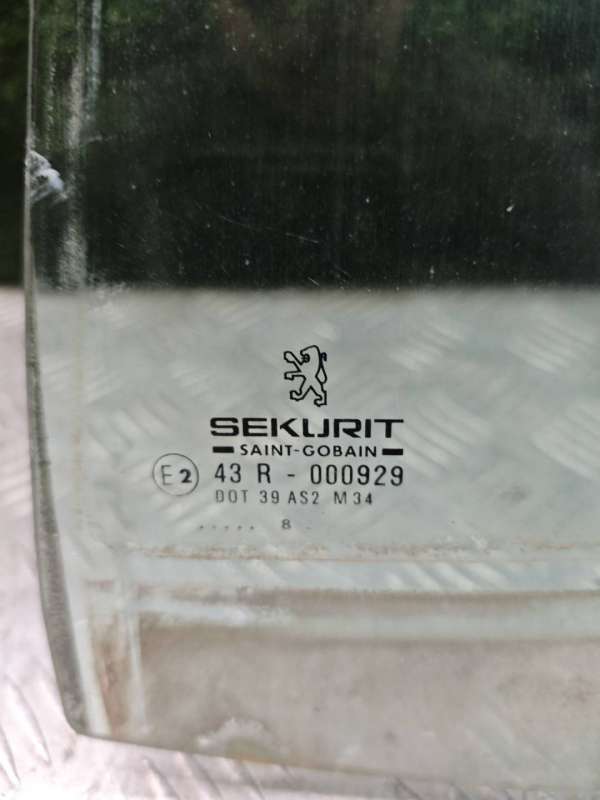 SEKURIT
SAINT-GOBAIN
E2 43 R - 000929
DOT 39 AS2 M34
..... 8 .